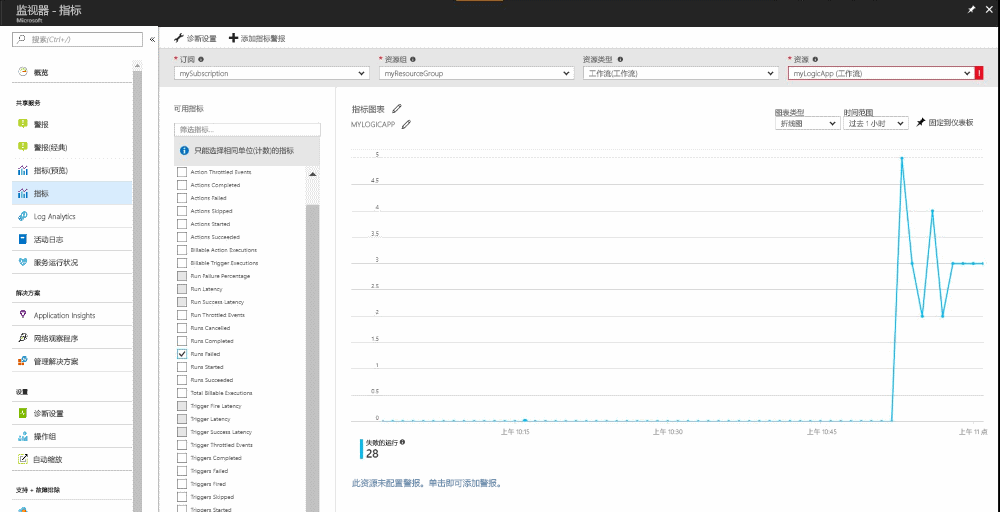 监视器 - 指标
Microsoft
搜索(Ctrl+/)
«
概览
共享服务
警报
警报(经典)
指标(预览)
指标
Log Analytics
活动日志
服务运行状况
解决方案
Application Insights
网络观察程序
管理解决方案
设置
诊断设置
操作组
自动缩放
支持 + 故障排除
诊断设置
添加指标警报
* 订阅
mySubscription
* 资源组
myResourceGroup
资源类型
工作流(工作流)
* 资源
myLogicApp (工作流)
可用指标
筛选指标...
只能选择相同单位(计数)的指标
Action Throttled Events
Actions Completed
Actions Failed
Actions Skipped
Actions Started
Actions Succeeded
Billable Action Executions
Billable Trigger Executions
Run Failure Percentage
Run Latency
Run Success Latency
Run Throttled Events
Runs Cancelled
Runs Completed
Runs Failed
Runs Started
Runs Succeeded
Total Billable Executions
Trigger Fire Latency
Trigger Latency
Trigger Success Latency
Trigger Throttled Events
Triggers Completed
Triggers Failed
Triggers Fired
Triggers Skipped
Triggers Started
指标图表
MYLOGICAPP
图表类型
折线图
时间范围
过去 1 小时
固定到仪表板
5
4.5
4
3.5
3
2.5
2
1.5
1
0.5
0
上午 10:15
上午 10:30
上午 10:45
上午 11 点
失败的运行
28
此资源未配置警报。单击即可添加警报。